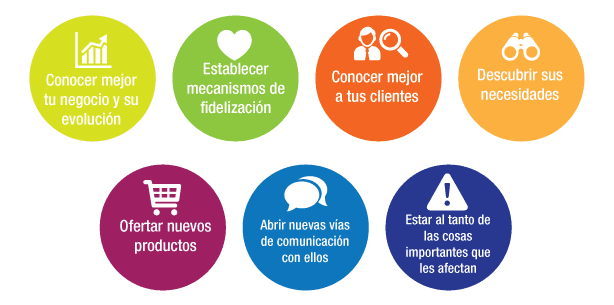 Conocer mejor
tu negocio y su
evolución
Establecer
mecanismos de
fidelización
Conocer mejor
a tus clientes
Descubrir sus
necesidades
Ofertar nuevos
productos
Abrir nuevas vías
de comunicación
con ellos
Estar al tanto de
las cosas
importantes que
les afectan